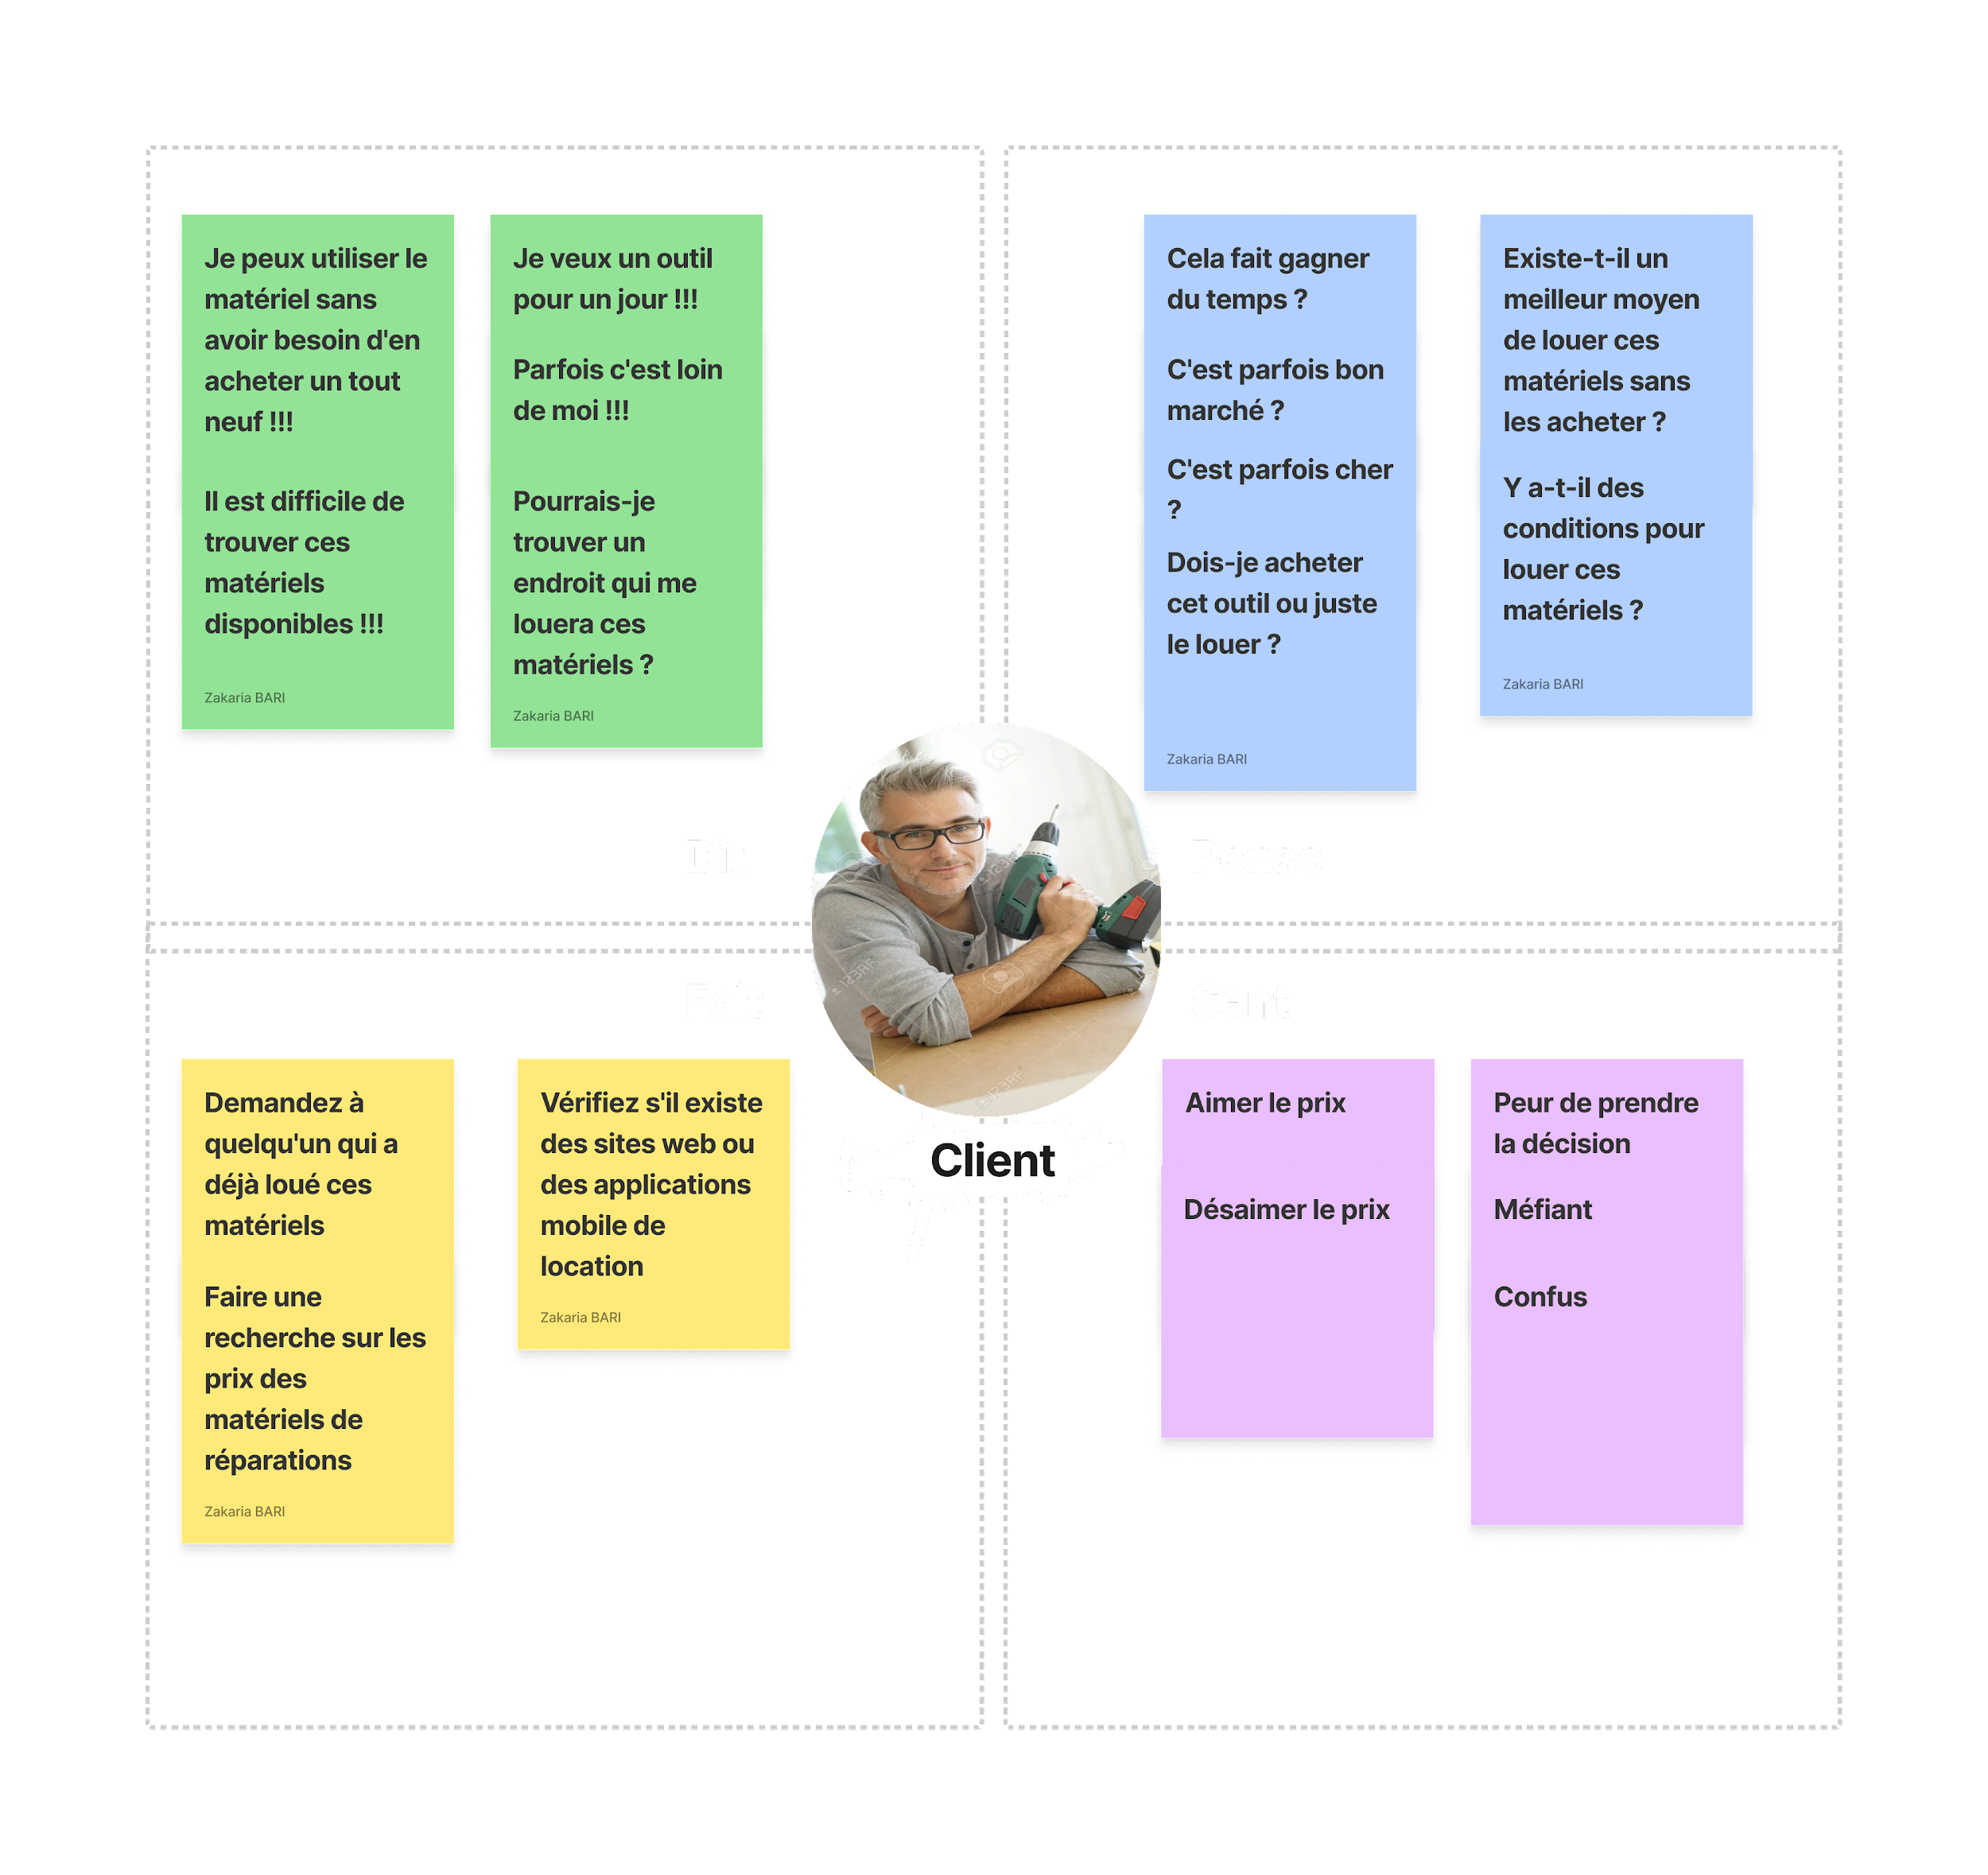 Je peux utiliser le
matériel sans
avoir besoin d'en
acheter un tout
neuf !!!
Il est difficile de
trouver ces
matériels
disponibles !!!
Zakaria BARI
Je veux un outil
pour un jour !!!
Parfois c'est loin
de moi !!!
Pourrais-je
trouver un
endroit qui me
louera ces
matériels ?
Zakaria BARI
Cela fait gagner
du temps ?
C'est parfois bon
marché ?
C'est parfois cher
?
Dois-je acheter
cet outil ou juste
le louer ?
Zakaria BARI
Existe-t-il un
meilleur moyen
de louer ces
matériels sans
les acheter ?
Y a-t-il des
conditions pour
louer ces
matériels ?
Zakaria BARI
Client
Demandez à
quelqu'un qui a
déjà loué ces
matériels
Faire une
recherche sur les
prix des
matériels de
réparations
Zakaria BARI
Vérifiez s'il existe
des sites web ou
des applications
mobile de
location
Zakaria BARI
Aimer le prix
Désaimer le prix
Peur de prendre
la décision
Méfiant
Confus